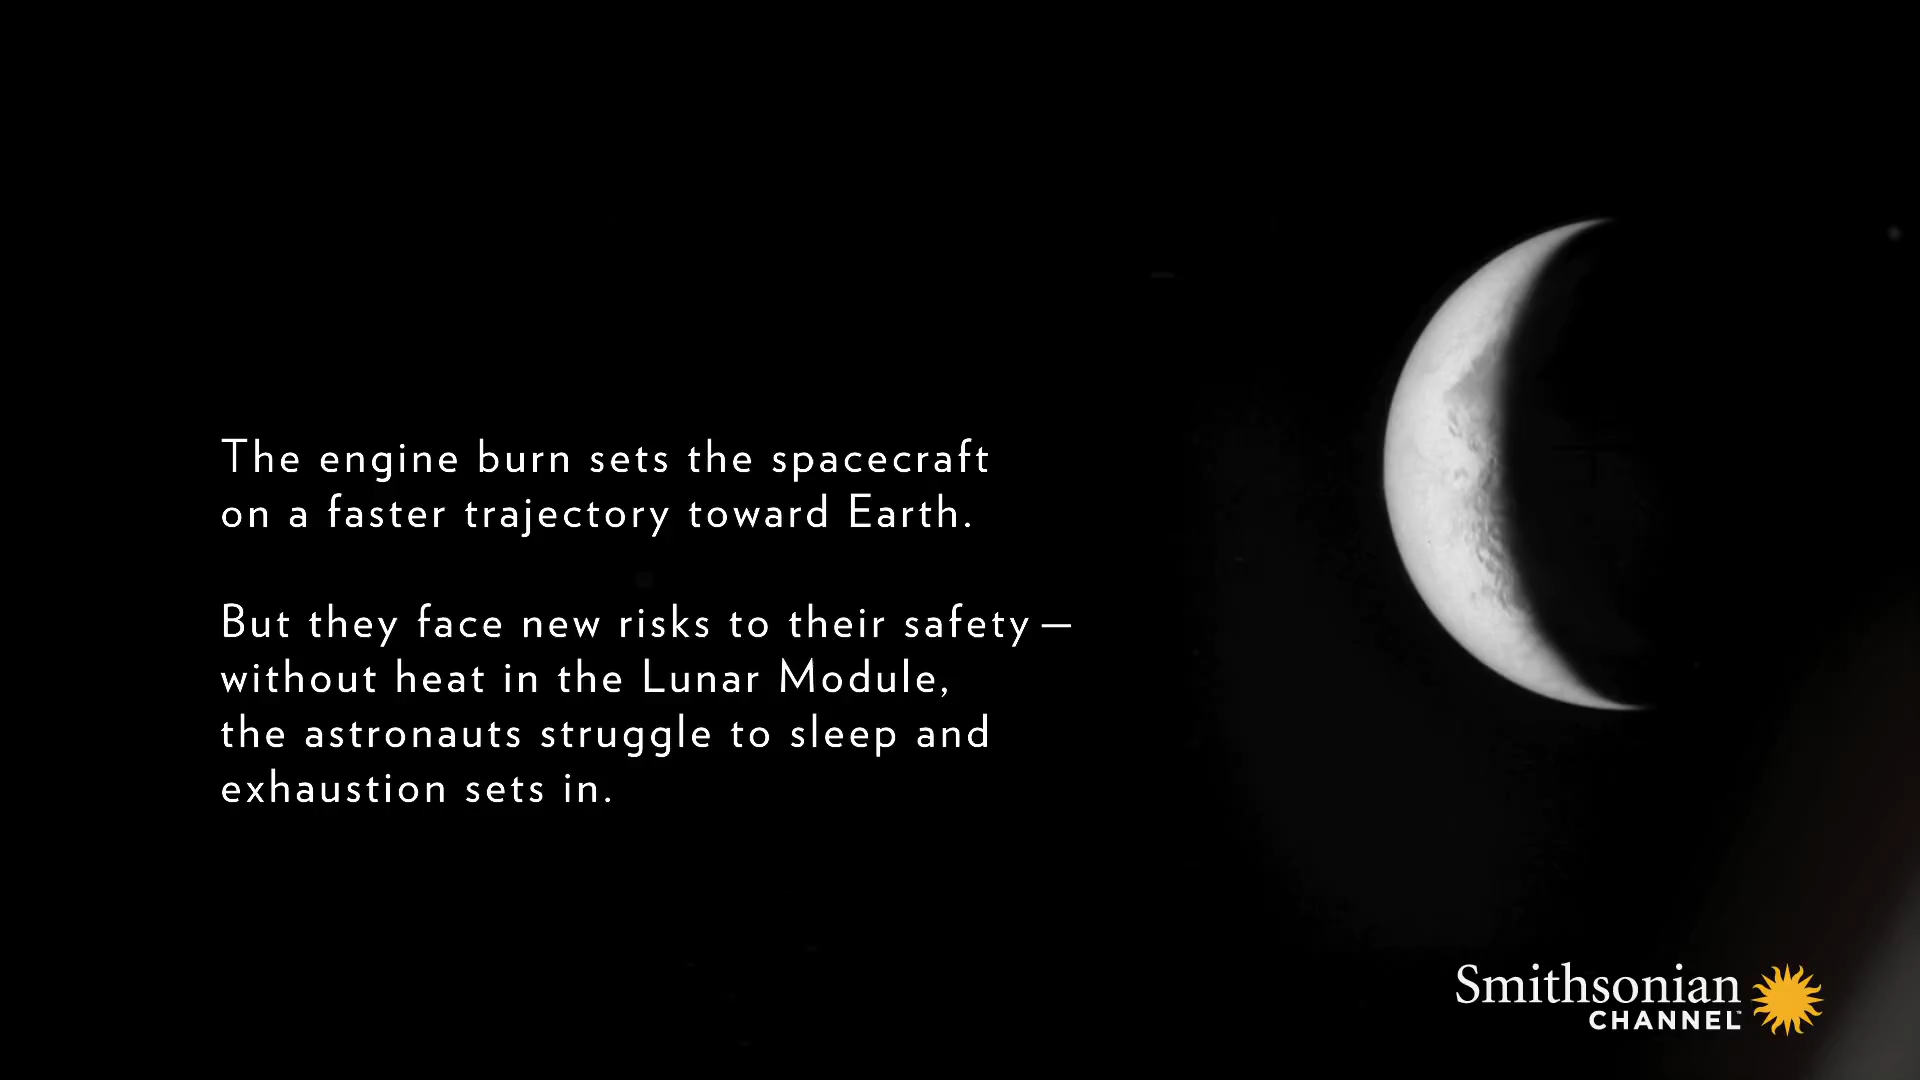 The engine burn sets the spacecraft
on a faster trajectory toward Earth.
But they face new risks to their safety —
without heat in the Lunar Module,
the astronauts struggle to sleep and
exhaustion sets in.
Smithsonian
CHANNEL™